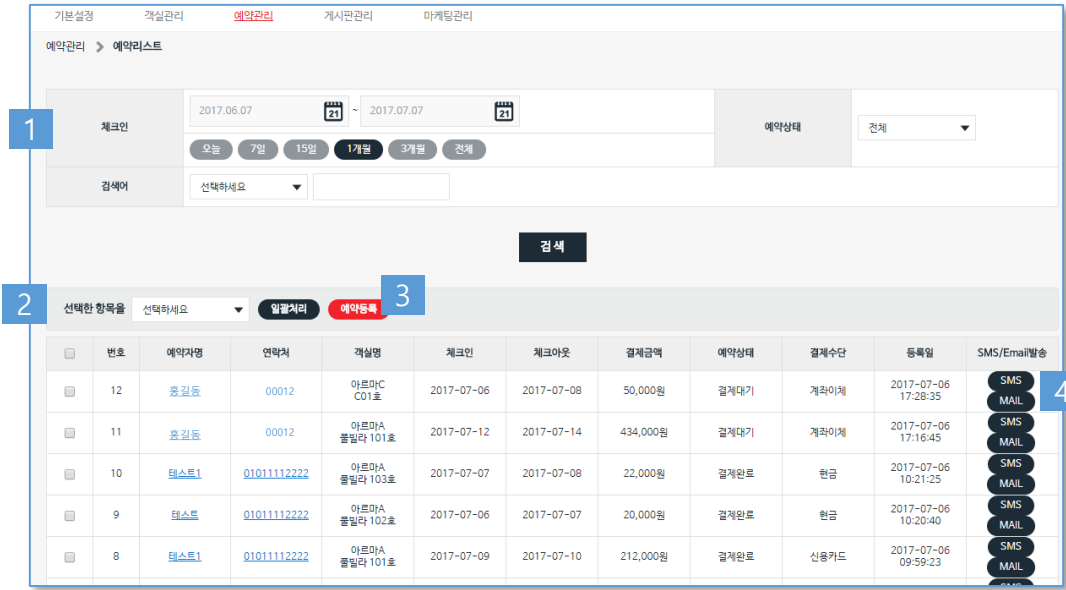 기본설정 객실관리 예약관리 게시판관리 마케팅관리
예약관리 > 예약리스트
1
체크인
2017.06.07 21 ~ 2017.07.07 21
오늘 7일 15일 1개월 3개월 전체
예약상태 전체
검색어 선택하세요
검색
2 선택한 항목을 선택하세요 일괄처리 예약등록 3
번호 예약자명 연락처 객실명 체크인 체크아웃 결제금액 예약상태 결제수단 등록일 SMS/Email발송
12 홍길동 00012 아르마C 2017-07-06 2017-07-08 50,000원 결제대기 계좌이체 2017-07-06 SMS 4
C01호 17:28:35 MAIL
11 홍길동 00012 아르마A 2017-07-12 2017-07-14 434,000원 결제대기 계좌이체 2017-07-06 SMS
풀빌라 101호 17:16:45 MAIL
10 테스트1 01011112222 아르마A 2017-07-07 2017-07-08 22,000원 결제완료 현금 2017-07-06 SMS
풀빌라 103호 10:21:25 MAIL
9 테스트 01011112222 아르마A 2017-07-06 2017-07-07 20,000원 결제완료 현금 2017-07-06 SMS
풀빌라 102호 10:20:40 MAIL
8 테스트1 01011112222 아르마A 2017-07-09 2017-07-10 212,000원 결제완료 신용카드 2017-07-06 SMS
풀빌라 101호 09:59:23 MAIL